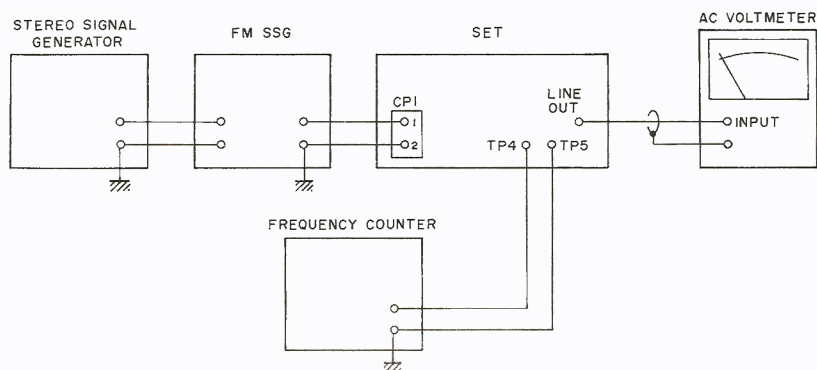 STEREO SIGNAL
GENERATOR
FM SSG
SET
AC VOLTMETER
CP1
1
2
LINE
OUT
TP4
TP5
INPUT
FREQUENCY COUNTER